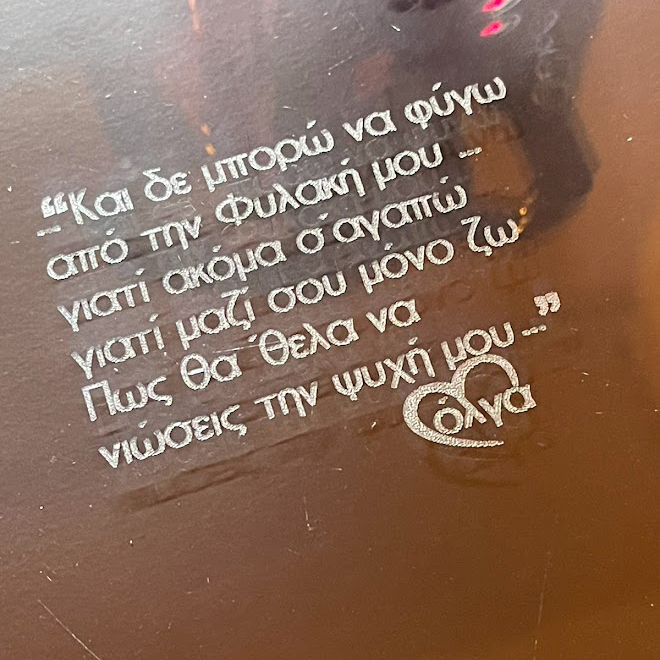 “Και δε μπορώ να φύγω
από την Φυλακή μου ...
γιατί ακόμα σ'αγαπώ
γιατί μαζί σου μόνο ζω
Πως θα 'θελα να
νιώσεις την ψυχή μου ...”
όλγα